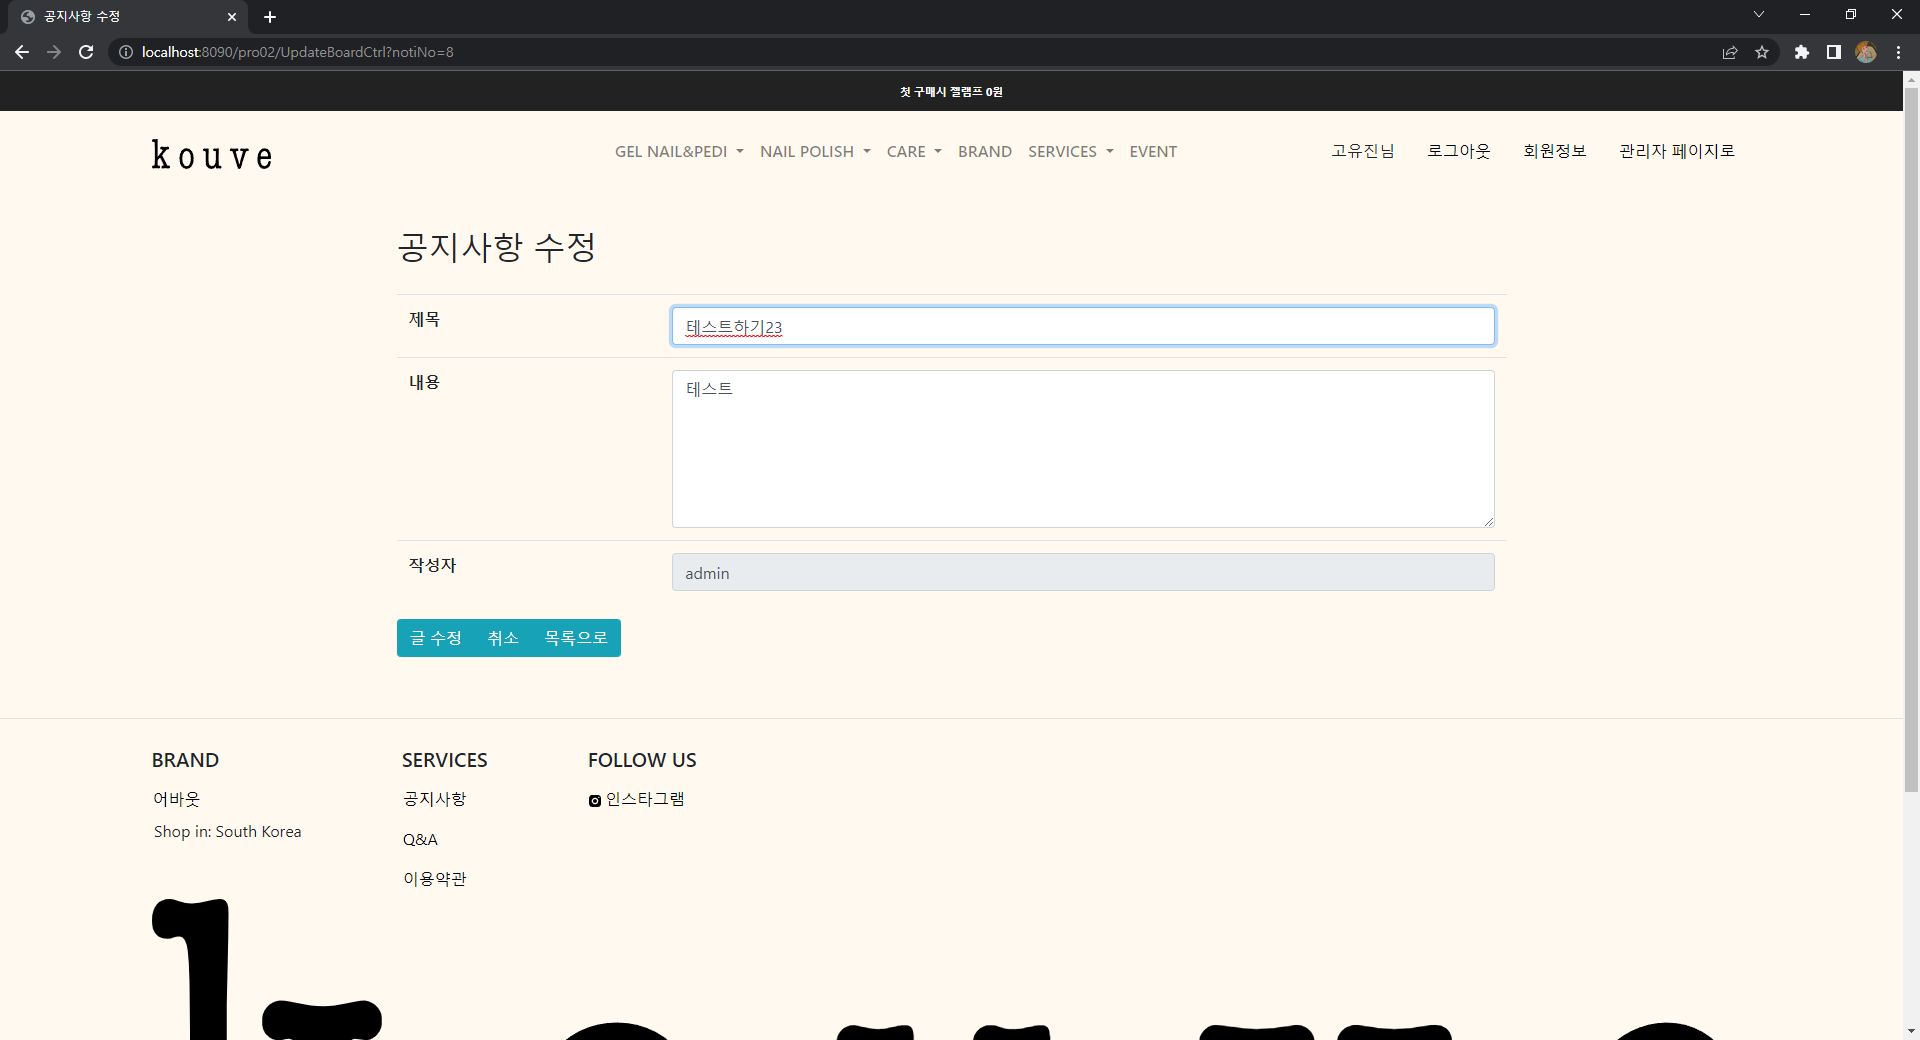 공지사항 수정
localhost:8090/pro02/UpdateBoardCtrl?notiNo=8
첫 구매시 젤램프 0원
kouve
GEL NAIL&PEDI NAIL POLISH CARE BRAND SERVICES EVENT
고유진님 로그아웃 회원정보 관리자 페이지로
공지사항 수정
제목 테스트하기23
내용 테스트
작성자 admin
글 수정 취소 목록으로
BRAND SERVICES FOLLOW US
어바웃 공지사항 인스타그램
Shop in: South Korea
Q&A
이용약관